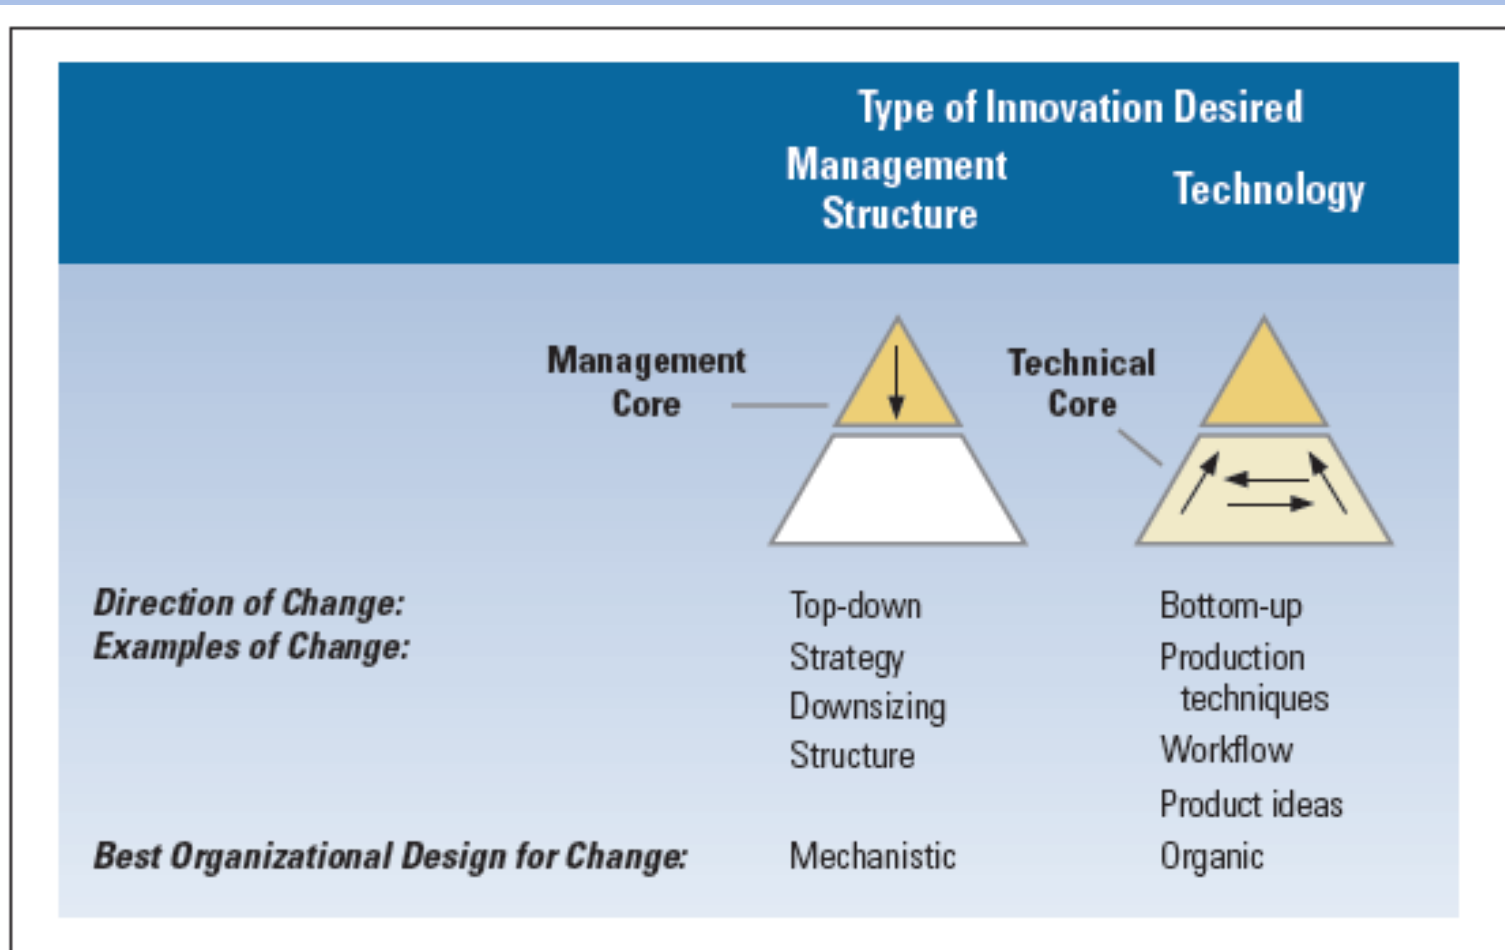 Type of Innovation Desired
Management
Structure
Technology
Management
Core
Technical
Core
Direction of Change:
Top-down
Bottom-up
Examples of Change:
Strategy
Production
techniques
Downsizing
Workflow
Structure
Product ideas
Best Organizational Design for Change:
Mechanistic
Organic